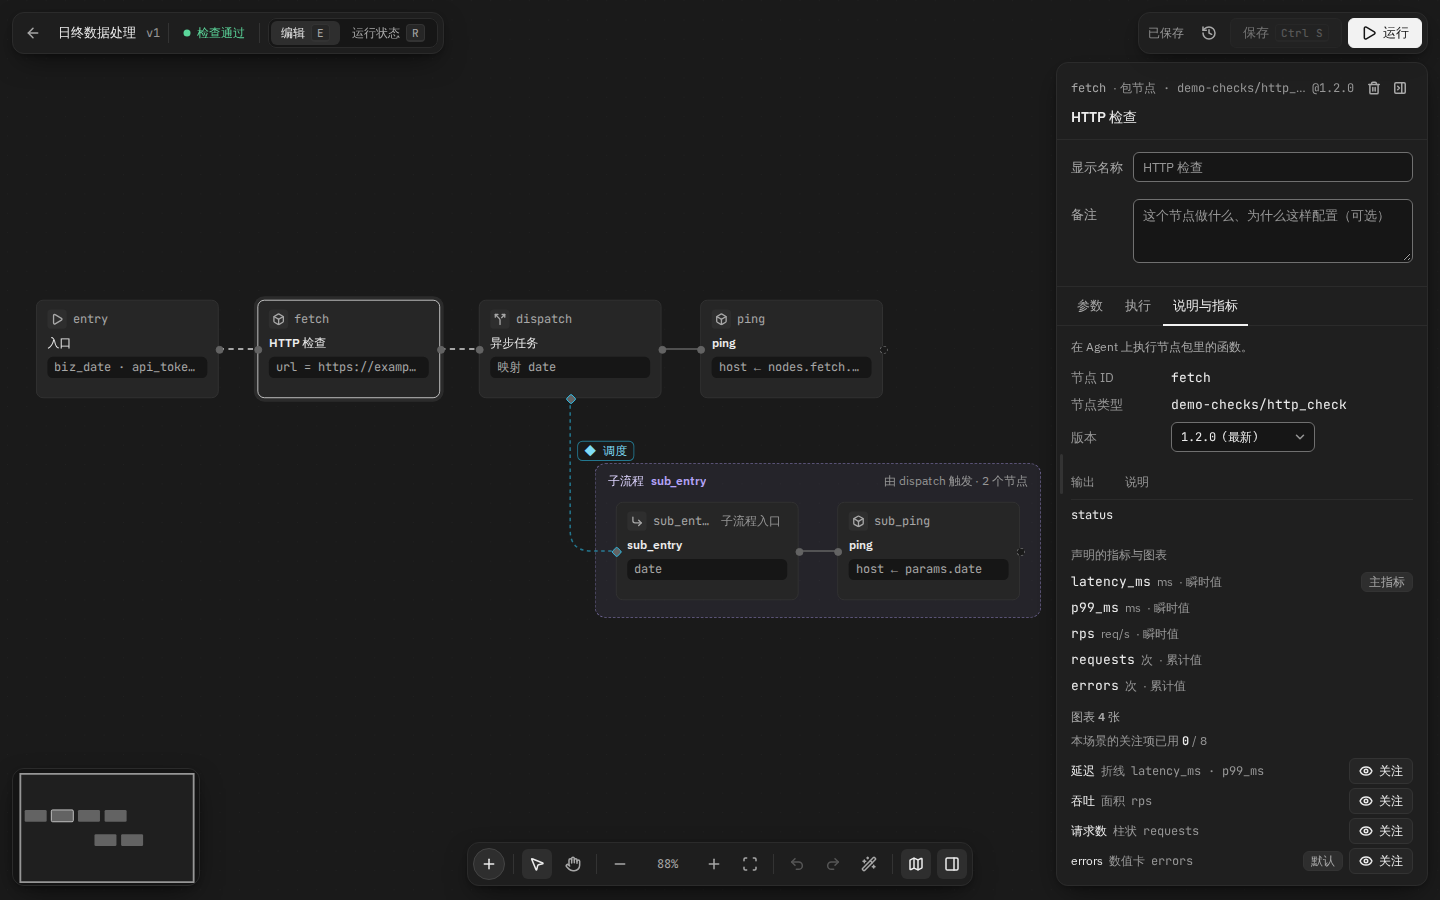 日终数据处理 v1 检查通过 编辑 E 运行状态 R
已保存 保存 Ctrl S 运行
fetch · 包节点 · demo-checks/http_… @1.2.0
HTTP 检查
显示名称 HTTP 检查
备注 这个节点做什么、为什么这样配置（可选）
参数 执行 说明与指标
在 Agent 上执行节点包里的函数。
节点 ID fetch
节点类型 demo-checks/http_check
版本 1.2.0（最新）
输出 说明
status
声明的指标与图表
latency_ms ms · 瞬时值 主指标
p99_ms ms · 瞬时值
rps req/s · 瞬时值
requests 次 · 累计值
errors 次 · 累计值
图表 4 张
本场景的关注项已用 0 / 8
延迟 折线 latency_ms · p99_ms 关注
吞吐 面积 rps 关注
请求数 柱状 requests 关注
errors 数值卡 errors 默认 关注
entry
入口
biz_date · api_toke…
fetch
HTTP 检查
url = https://examp…
dispatch
异步任务
映射 date
ping
ping
host ← nodes.fetch.…
调度
子流程 sub_entry 由 dispatch 触发 · 2 个节点
sub_ent… 子流程入口
sub_entry
date
sub_ping
ping
host ← params.date
88%